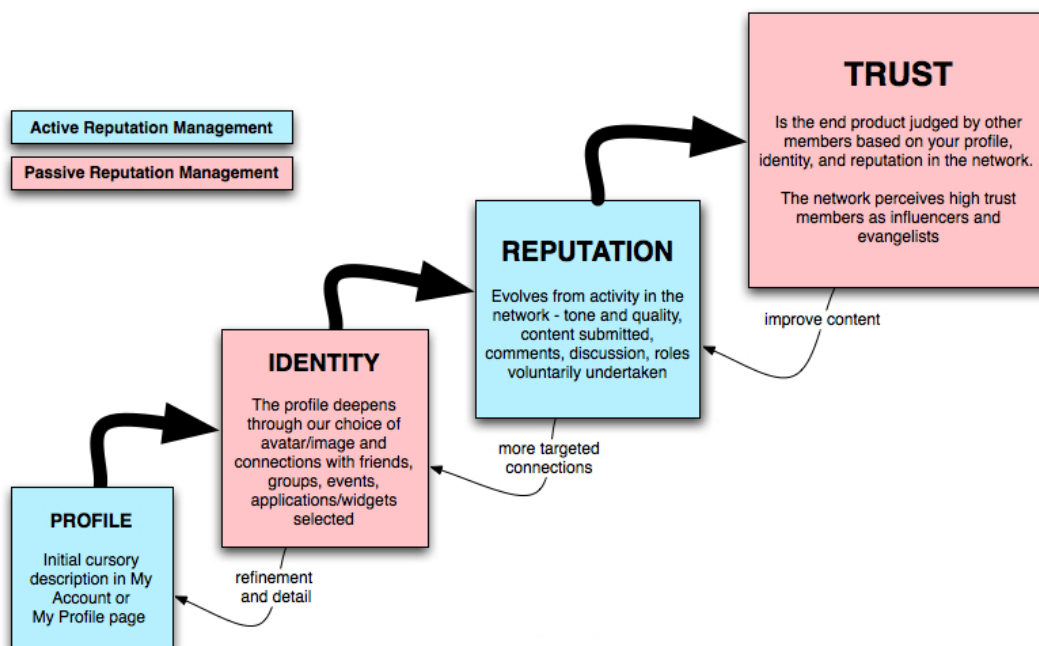 TRUST
Is the end product judged by other
members based on your profile,
identity, and reputation in the network.
The network perceives high trust
members as influencers and
evangelists
Active Reputation Management
Passive Reputation Management
REPUTATION
Evolves from activity in the
network - tone and quality,
content submitted,
comments, discussion, roles
voluntarily undertaken
improve content
IDENTITY
The profile deepens
through our choice of
avatar/image and
connections with friends,
groups, events,
applications/widgets
selected
more targeted
connections
PROFILE
Initial cursory
description in My
Account or
My Profile page
refinement
and detail